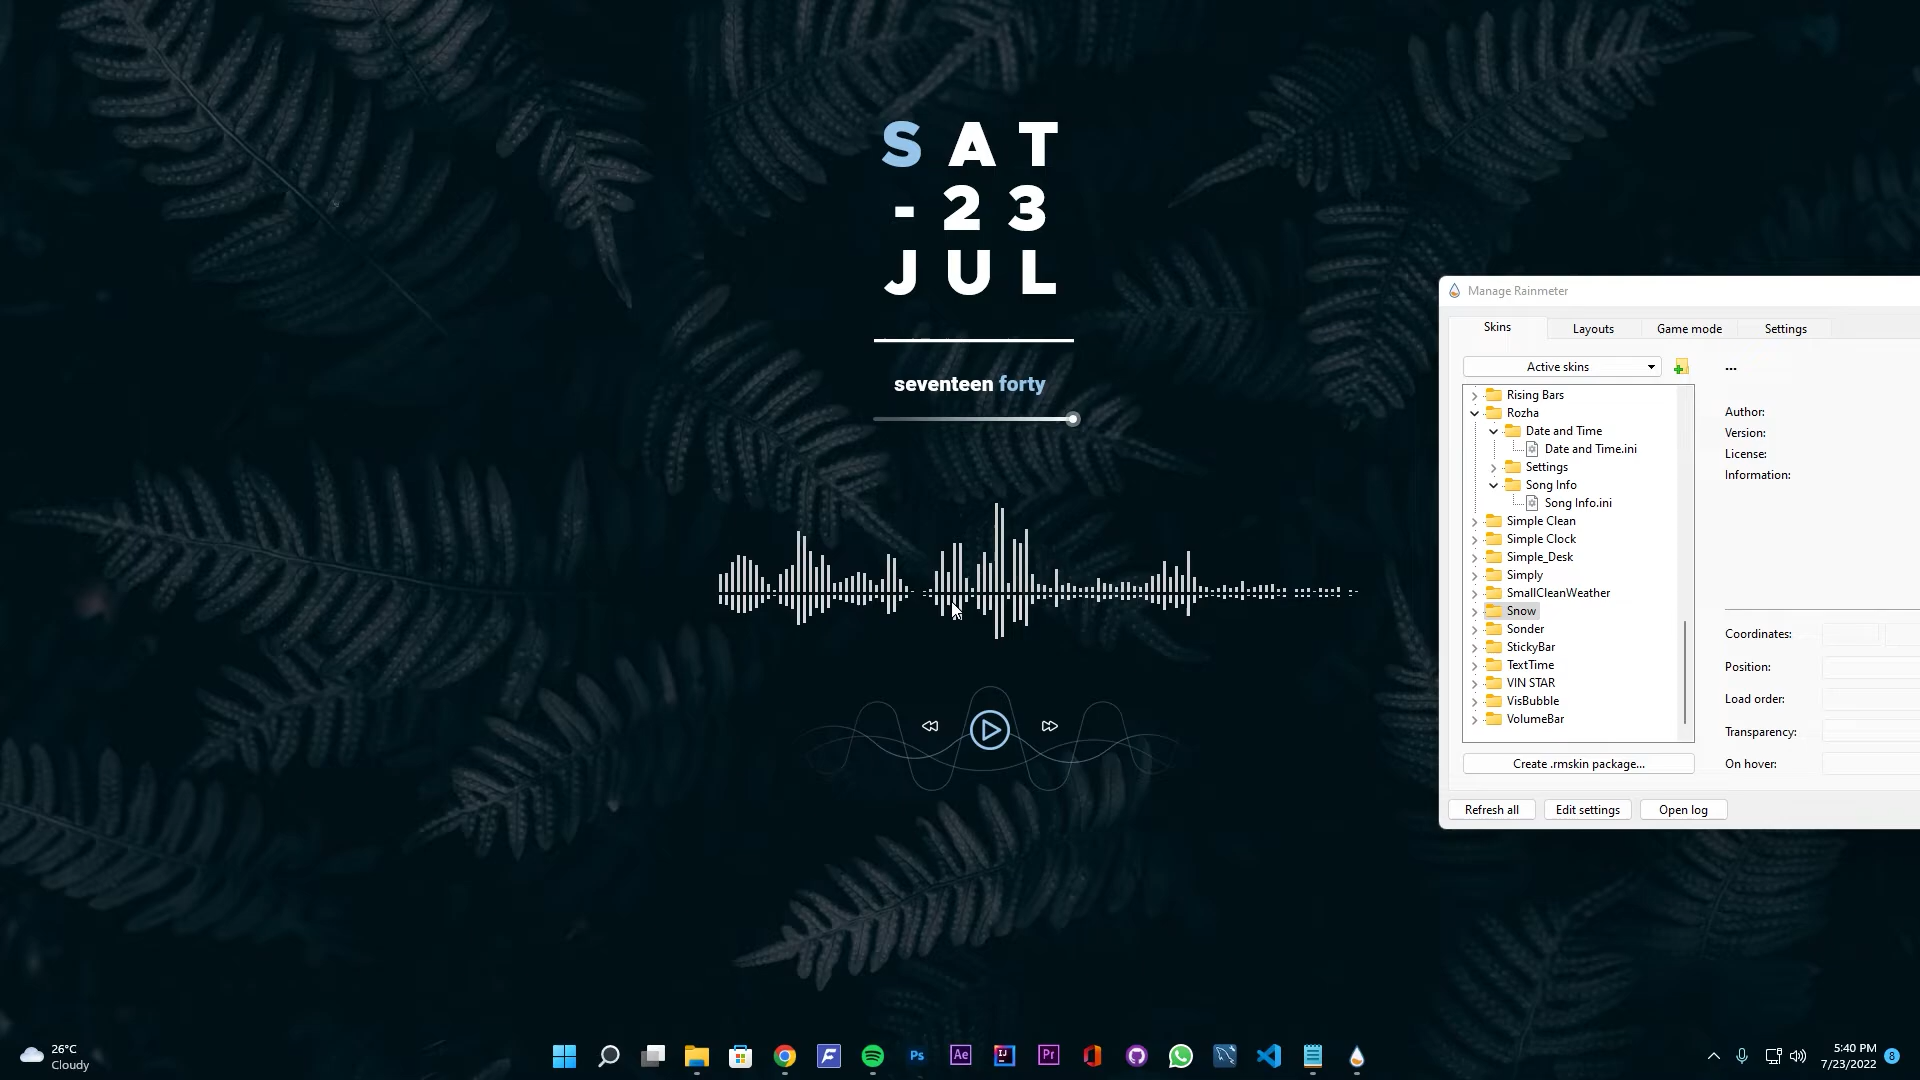 S A T
- 2 3
J U L
seventeen forty
Manage Rainmeter
Skins
Layouts
Game mode
Settings
Active skins
...
Rising Bars
Rozha
Date and Time
Date and Time.ini
Settings
Song Info
Song Info.ini
Simple Clean
Simple Clock
Simple_Desk
Simply
SmallCleanWeather
Snow
Sonder
StickyBar
TextTime
VIN STAR
VisBubble
VolumeBar
Author:
Version:
License:
Information:
Coordinates:
Position:
Load order:
Transparency:
On hover:
Create .rmskin package...
Refresh all
Edit settings
Open log
26°C
Cloudy
Ps
Ae
IJ
Pr
5:40 PM
7/23/2022
8